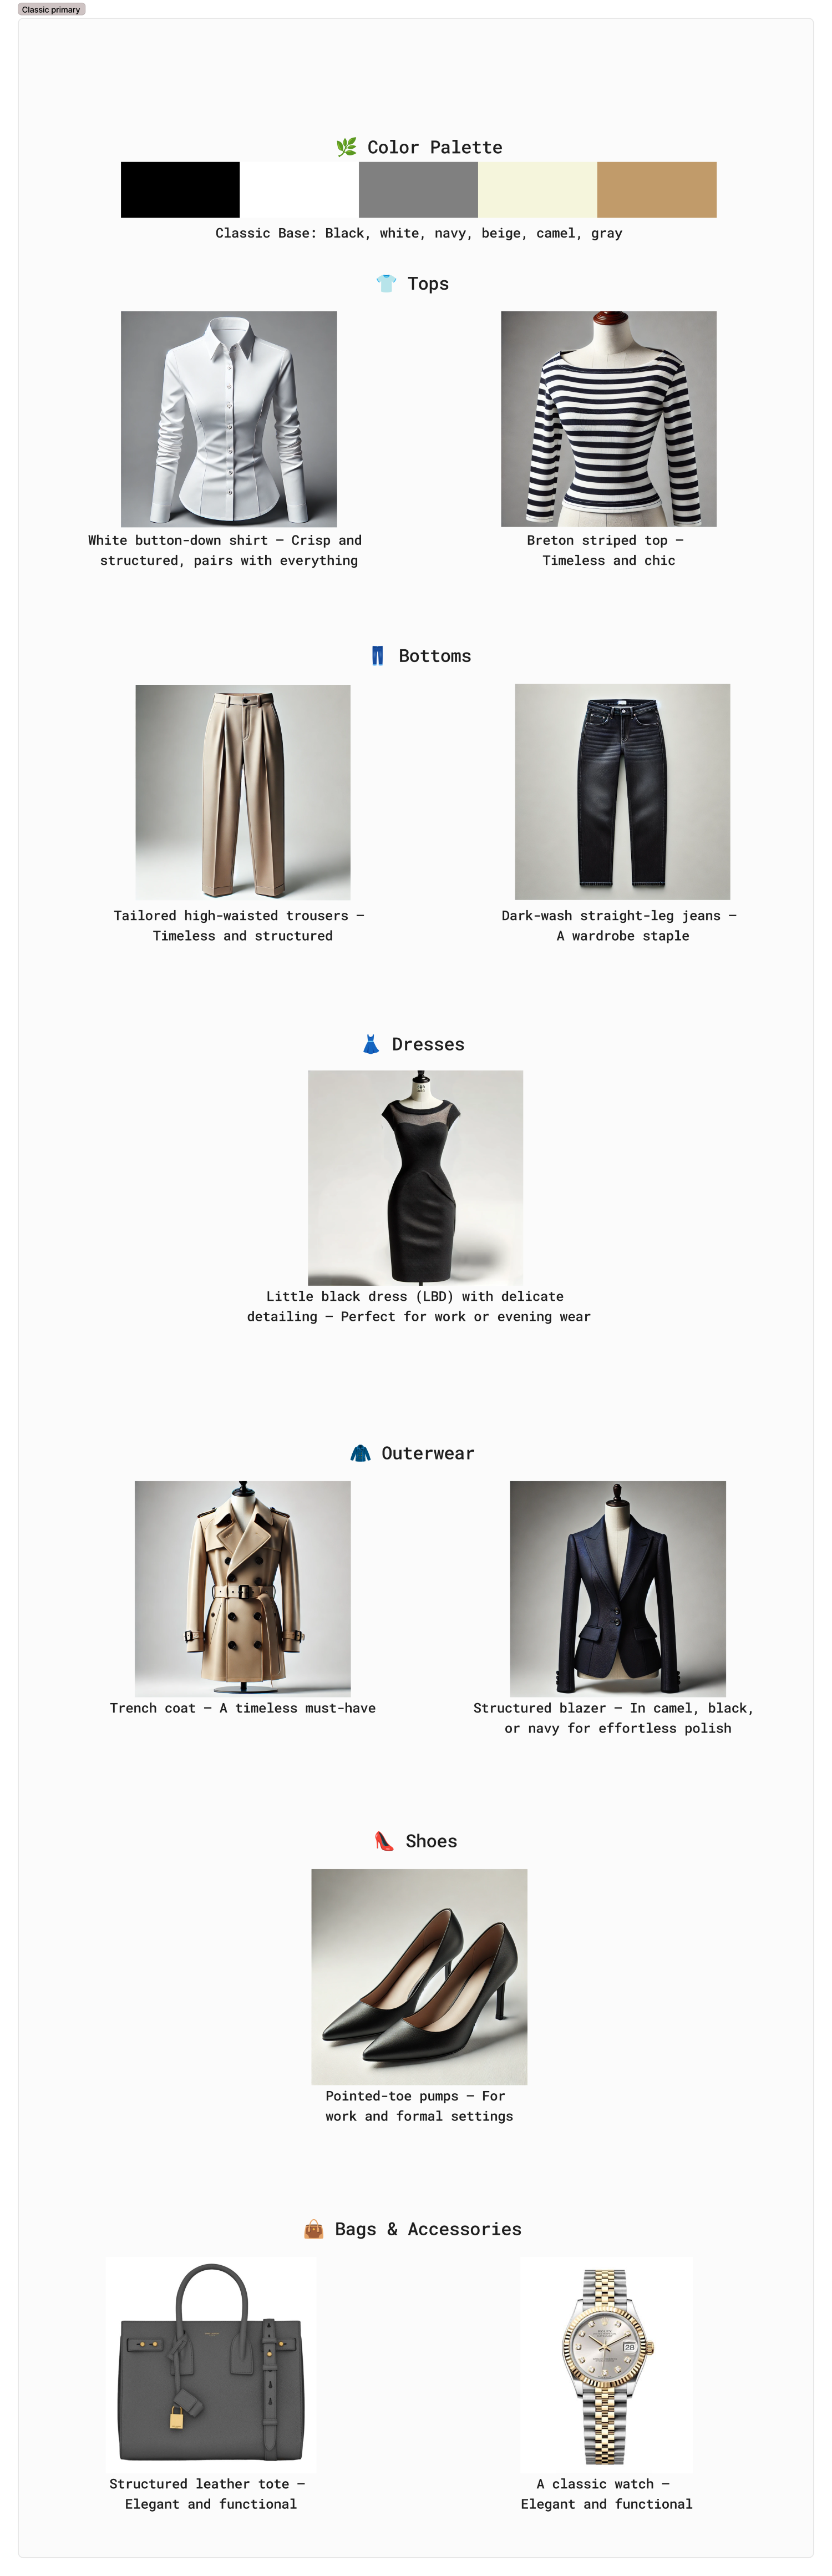 Classic primary
🌿 Color Palette
Classic Base: Black, white, navy, beige, camel, gray
👕 Tops
White button-down shirt – Crisp and
structured, pairs with everything
Breton striped top –
Timeless and chic
👖 Bottoms
Tailored high-waisted trousers –
Timeless and structured
Dark-wash straight-leg jeans –
A wardrobe staple
👗 Dresses
Little black dress (LBD) with delicate
detailing – Perfect for work or evening wear
🧥 Outerwear
Trench coat – A timeless must-have
Structured blazer – In camel, black,
or navy for effortless polish
👠 Shoes
Pointed-toe pumps – For
work and formal settings
👜 Bags & Accessories
28
Structured leather tote –
Elegant and functional
A classic watch –
Elegant and functional